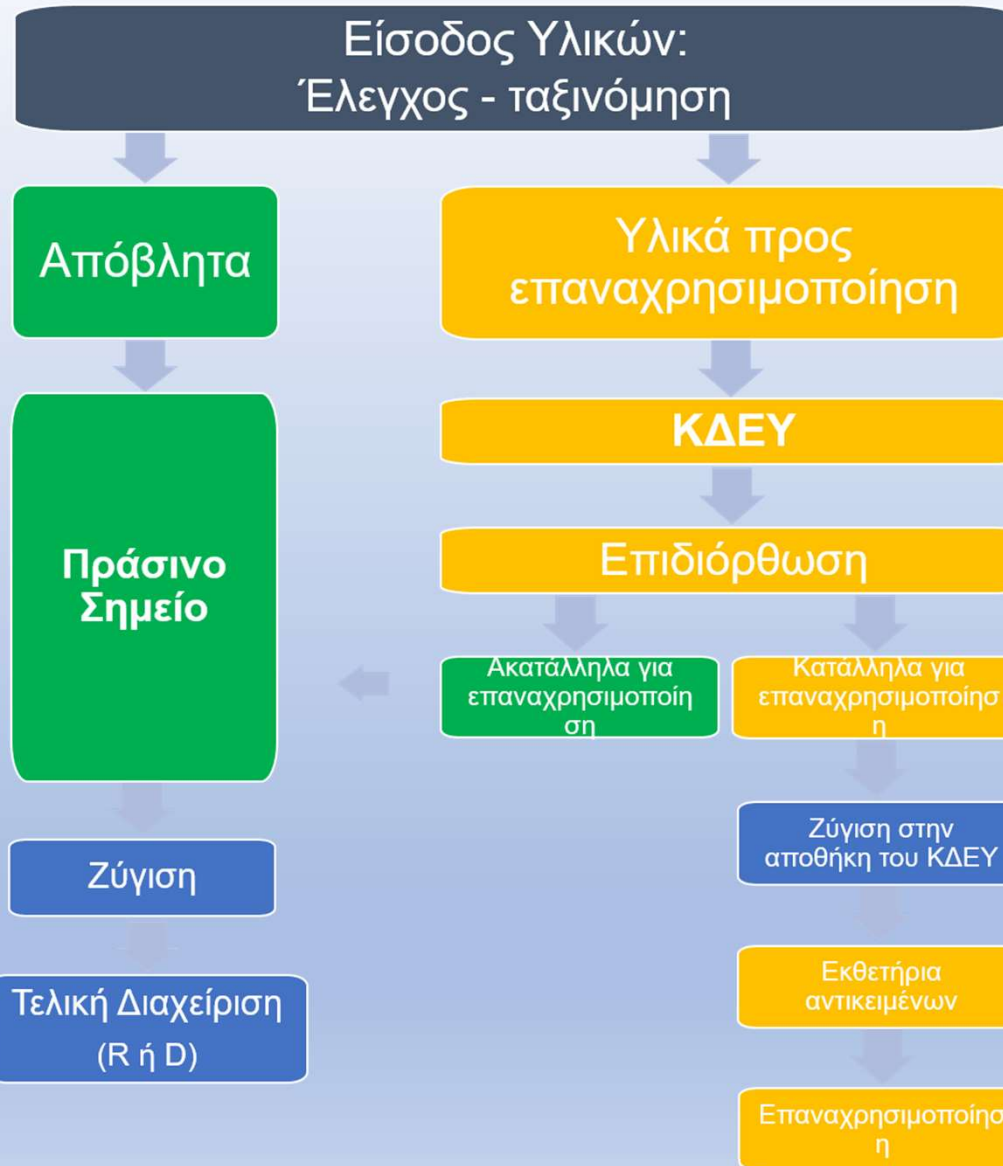 Είσοδος Υλικών:
Έλεγχος - ταξινόμηση
Απόβλητα
Υλικά προς
επαναχρησιμοποίηση
ΚΔΕΥ
Επιδιόρθωση
Πράσινο
Σημείο
Ακατάλληλα για
επαναχρησιμοποίη
ση
Κατάλληλα για
επαναχρησιμοποίησ
η
Ζύγιση
Ζύγιση στην
αποθήκη του ΚΔΕΥ
Τελική Διαχείριση
(R ή D)
Εκθετήρια
αντικειμένων
Επαναχρησιμοποίησ
η